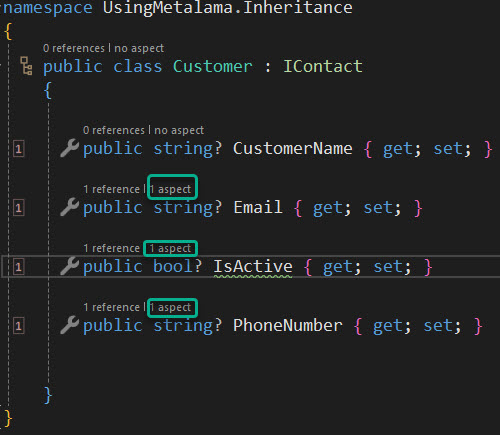 namespace UsingMetalama.Inheritance
{
0 references | no aspect
public class Customer : IContact
{
0 references | no aspect
1 public string? CustomerName { get; set; }
1 reference | 1 aspect
1 public string? Email { get; set; }
1 reference | 1 aspect
1 public bool? IsActive { get; set; }
1 reference | 1 aspect
1 public string? PhoneNumber { get; set; }
}
}